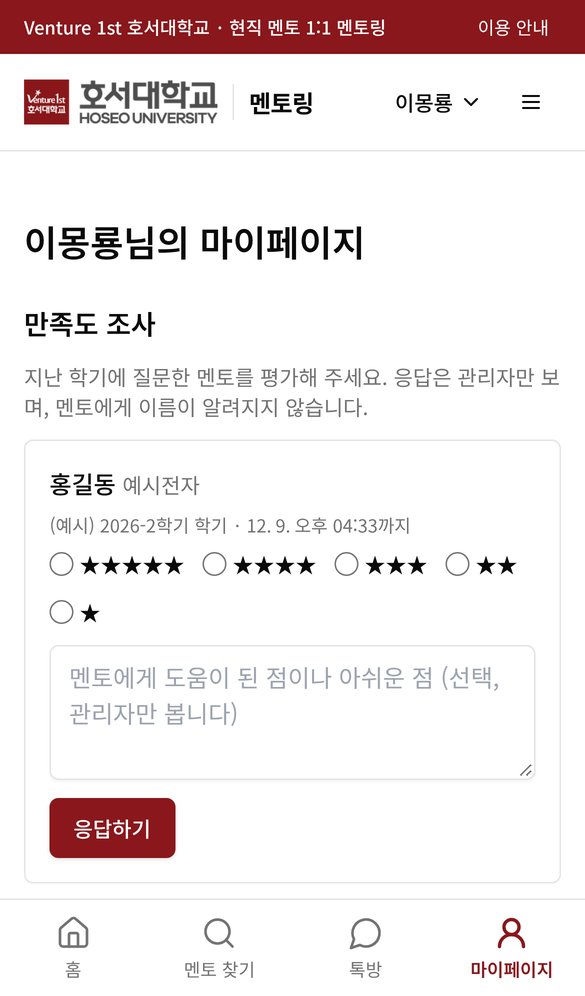 Venture 1st 호서대학교 · 현직 멘토 1:1 멘토링
이용 안내
Venture 1st
호서대학교
호서대학교
HOSEO UNIVERSITY
멘토링
이몽룡
이몽룡님의 마이페이지
만족도 조사
지난 학기에 질문한 멘토를 평가해 주세요. 응답은 관리자만 보
며, 멘토에게 이름이 알려지지 않습니다.
홍길동 예시전자
(예시) 2026-2학기 학기 · 12. 9. 오후 04:33까지
★★★★★ ★★★★ ★★★ ★★
★
멘토에게 도움이 된 점이나 아쉬운 점 (선택,
관리자만 봅니다)
응답하기
홈
멘토 찾기
톡방
마이페이지